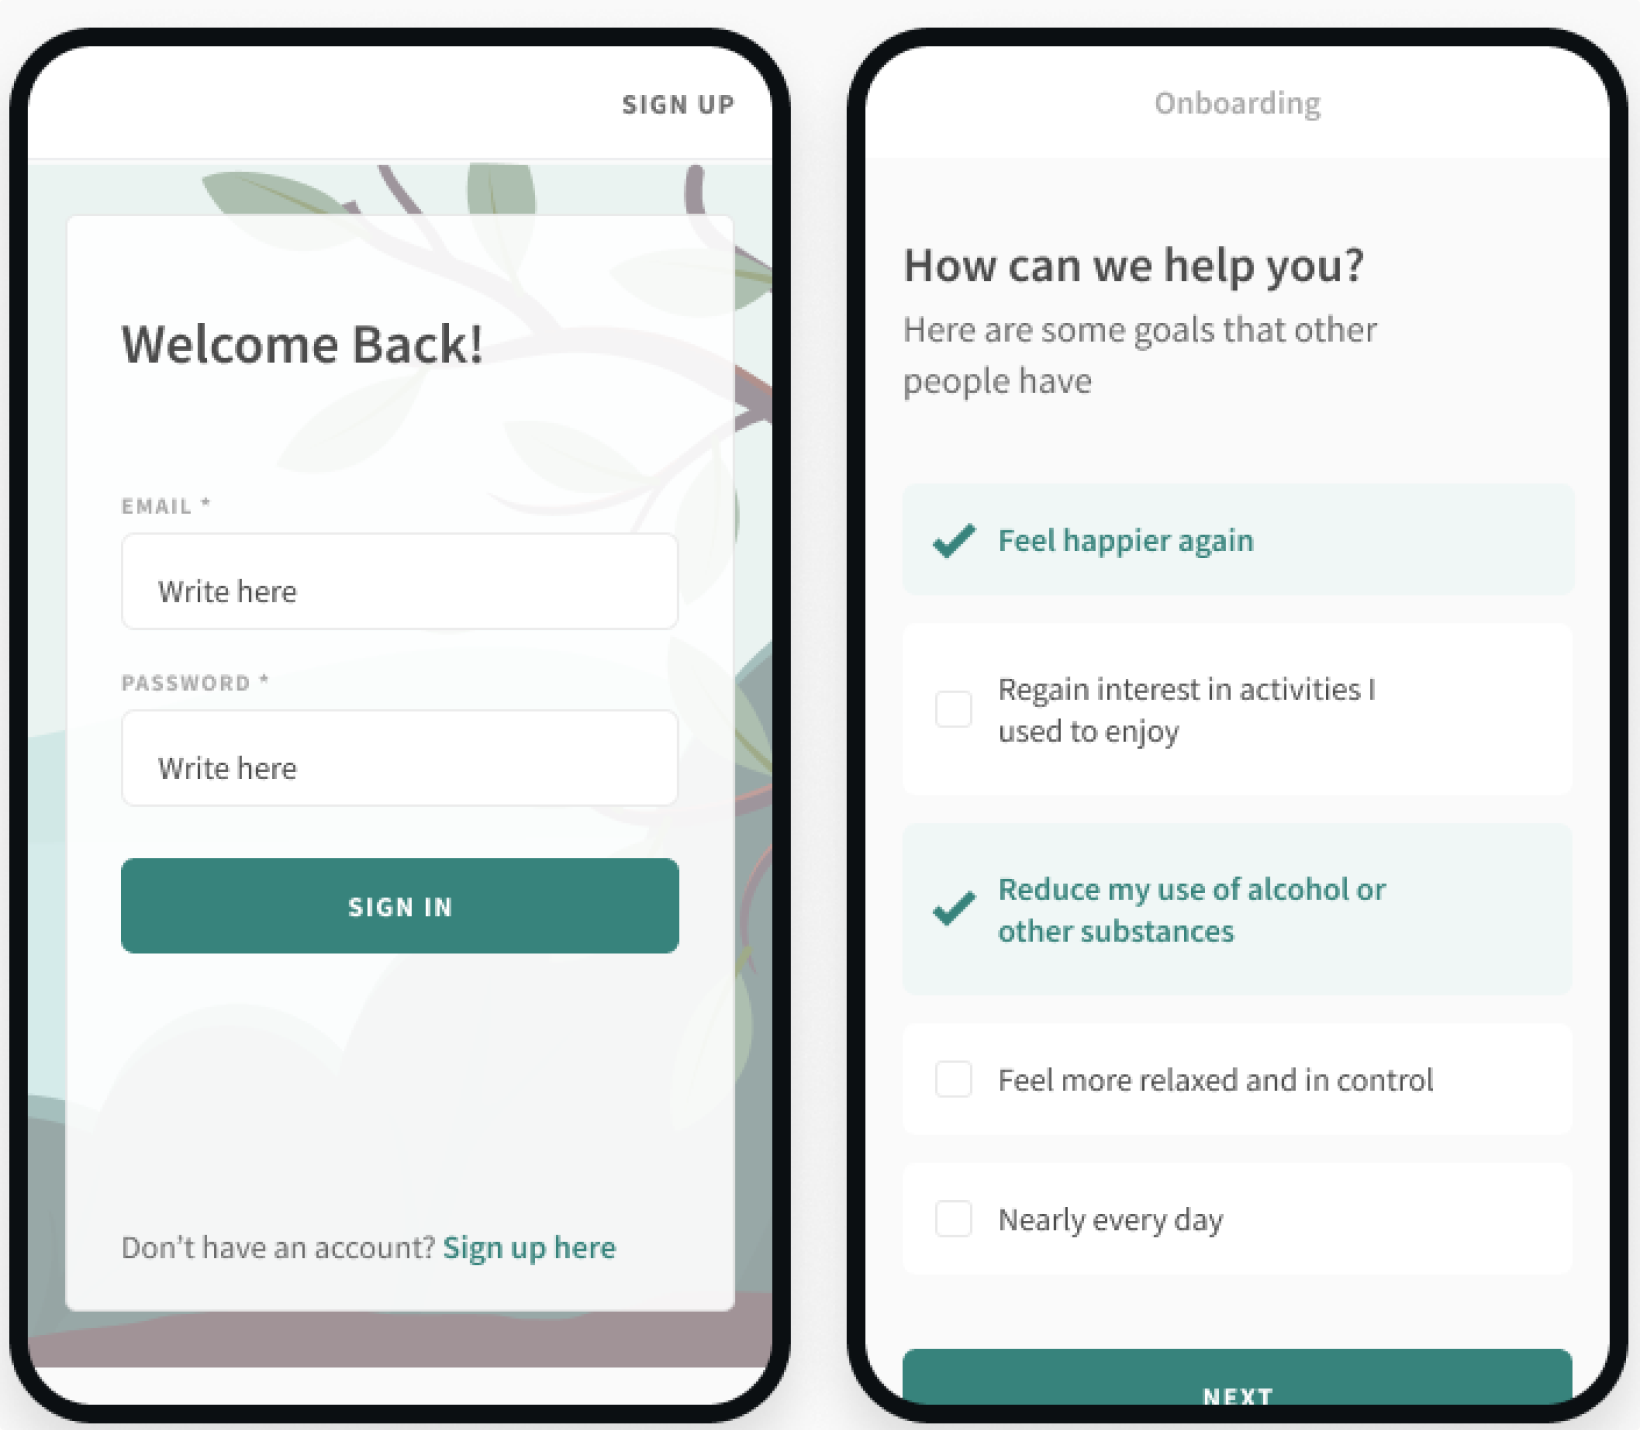 SIGN UP
Welcome Back!
EMAIL *
Write here
PASSWORD *
Write here
SIGN IN
Don't have an account? Sign up here
Onboarding
How can we help you?
Here are some goals that other
people have
Feel happier again
Regain interest in activities I
used to enjoy
Reduce my use of alcohol or
other substances
Feel more relaxed and in control
Nearly every day
NEXT